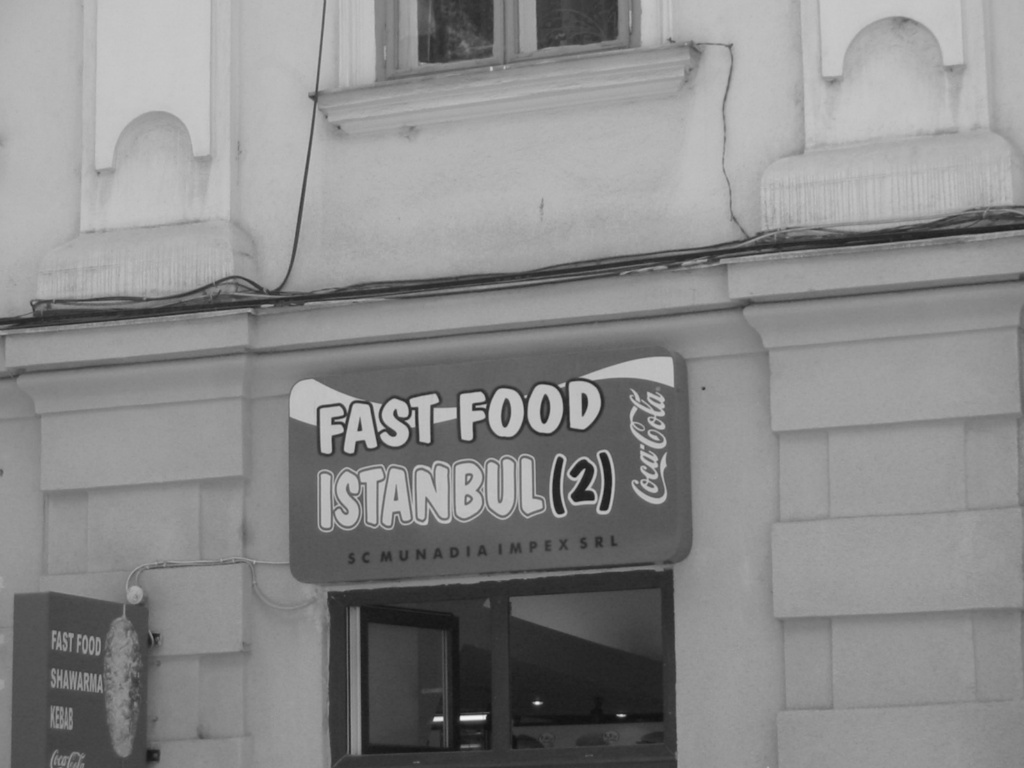 FAST FOOD
ISTANBUL (2)
SC MUNADIA IMPEX SRL
Coca-Cola
FAST FOOD
SHAWARMA
KEBAB
Coca-Cola